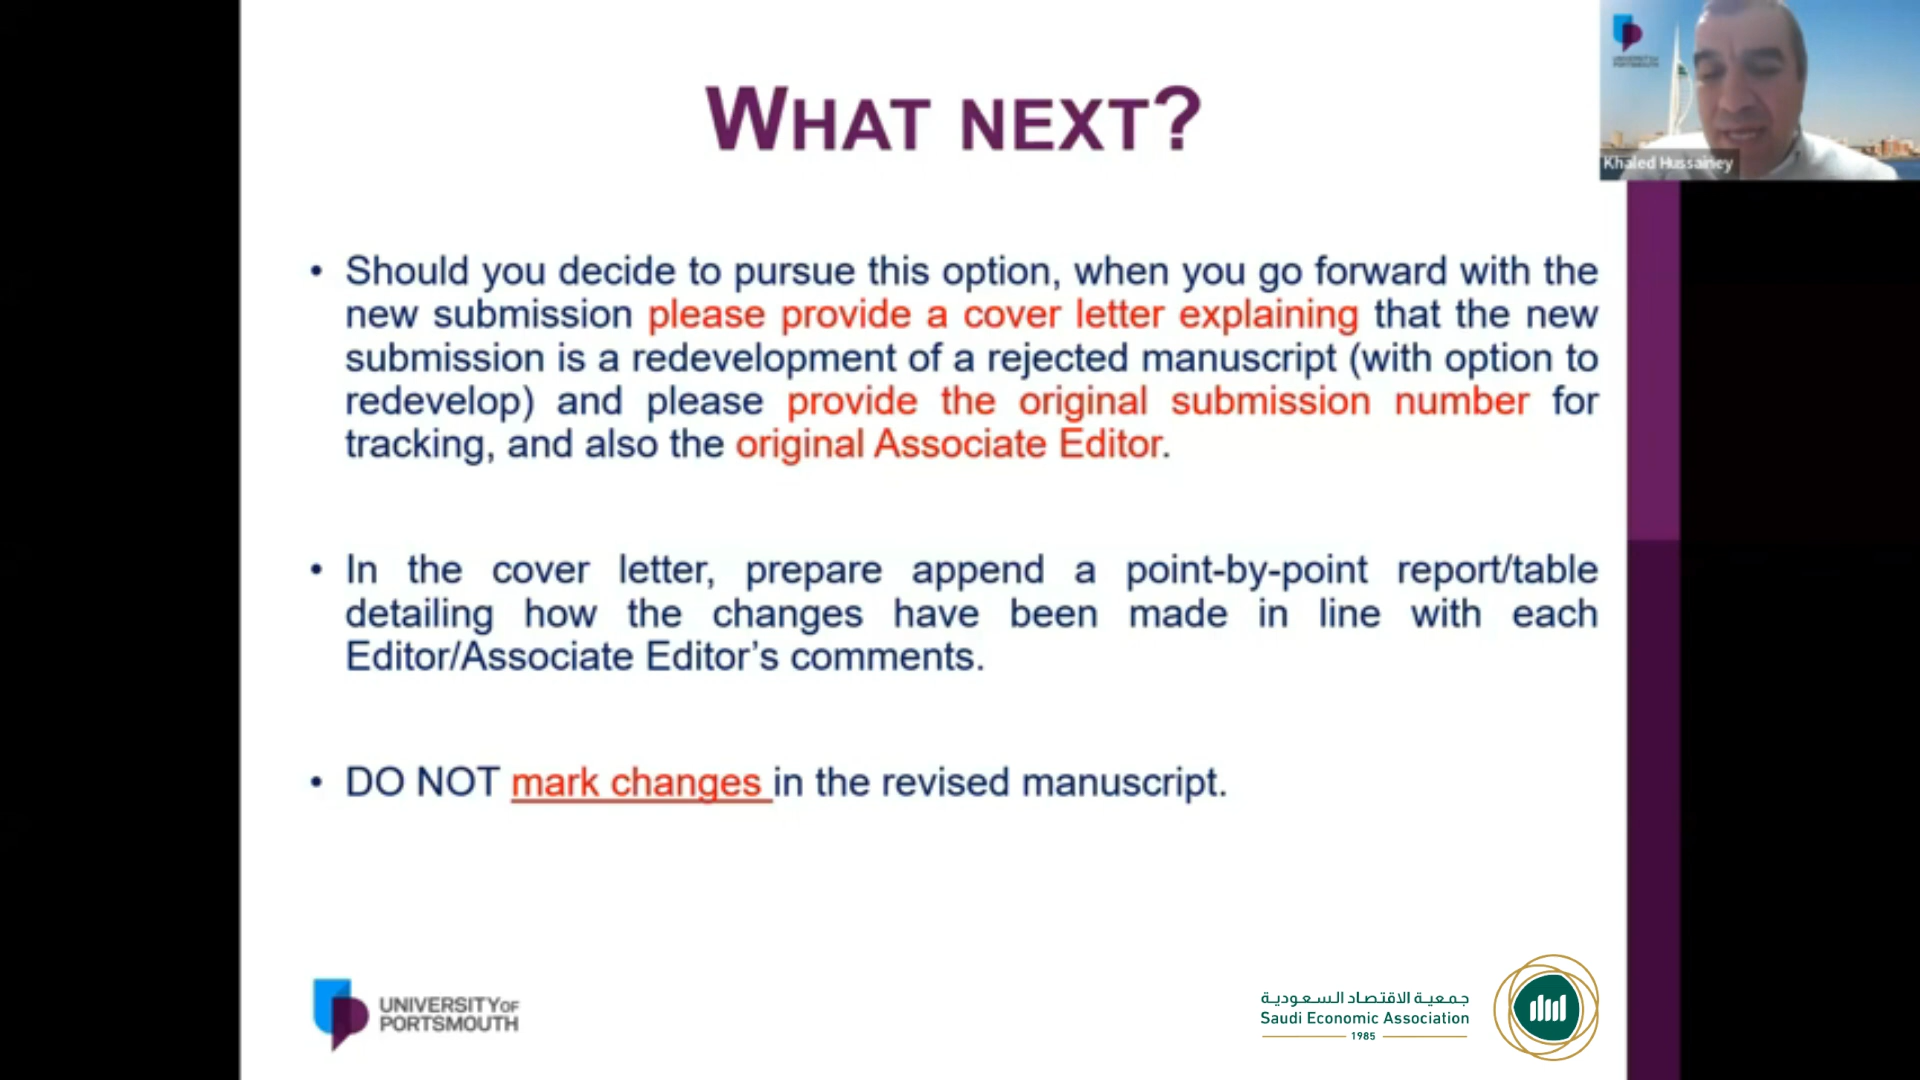 WHAT NEXT?
UNIVERSITY OF
PORTSMOUTH
Khaled Hussainey
• Should you decide to pursue this option, when you go forward with the
new submission please provide a cover letter explaining that the new
submission is a redevelopment of a rejected manuscript (with option to
redevelop) and please provide the original submission number for
tracking, and also the original Associate Editor.
• In the cover letter, prepare append a point-by-point report/table
detailing how the changes have been made in line with each
Editor/Associate Editor’s comments.
• DO NOT mark changes in the revised manuscript.
UNIVERSITY OF
PORTSMOUTH
جمعية الاقتصاد السعودية
Saudi Economic Association
1985